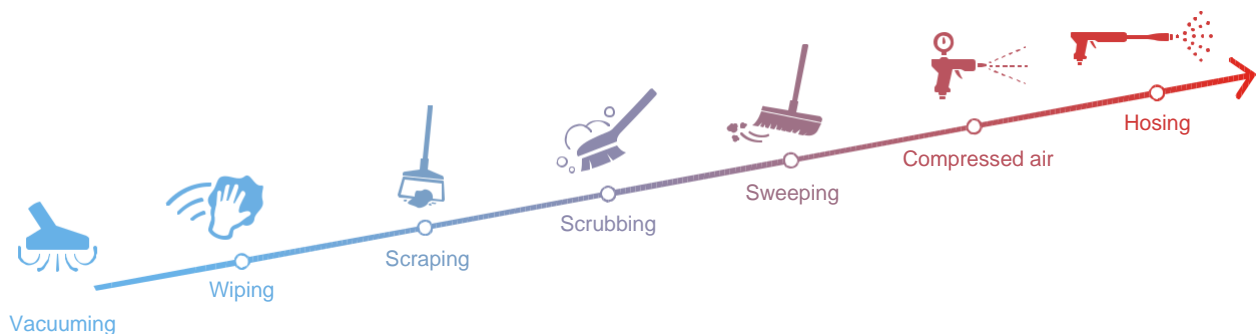 Vacuuming
Wiping
Scraping
Scrubbing
Sweeping
Compressed air
Hosing